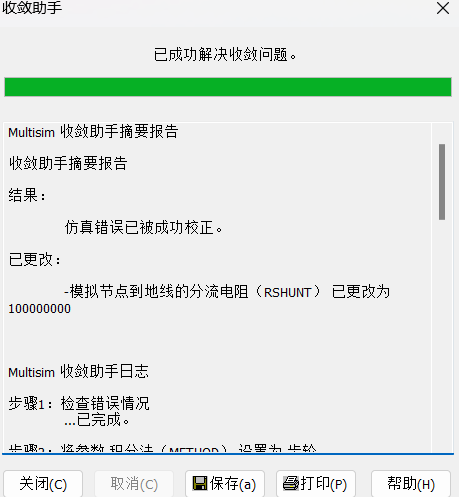 收敛助手
已成功解决收敛问题。
Multisim 收敛助手摘要报告
收敛助手摘要报告
结果：
仿真错误已被成功校正。
已更改：
-模拟节点到地线的分流电阻（RSHUNT） 已更改为
100000000
Multisim 收敛助手日志
步骤1：检查错误情况
...已完成。
步骤2：将参数 积分法（METHOD） 设置为 齿轮
关闭(C)
取消(C)
保存(a)
打印(P)
帮助(H)